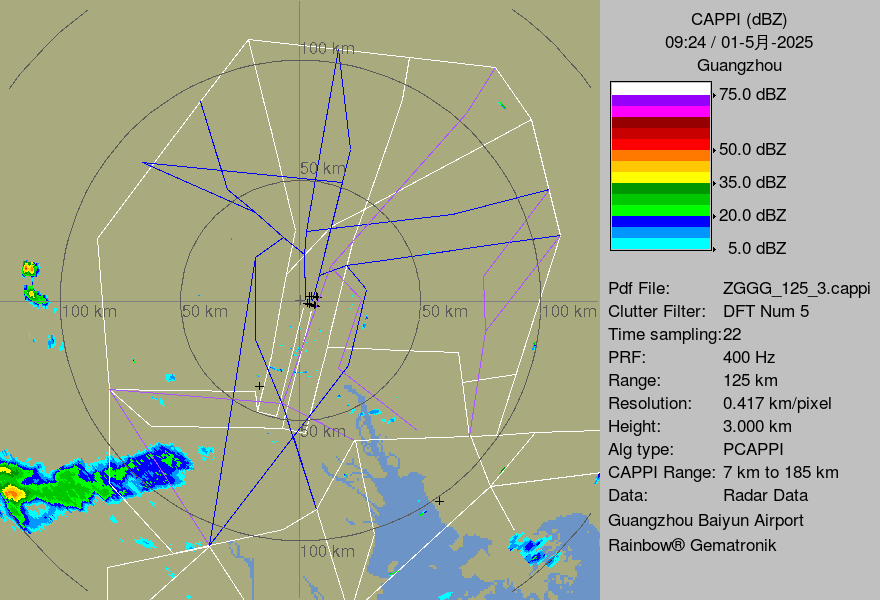 CAPPI (dBZ)
09:24 / 01-5月-2025
Guangzhou
75.0 dBZ
50.0 dBZ
35.0 dBZ
20.0 dBZ
5.0 dBZ
Pdf File: ZGGG_125_3.cappi
Clutter Filter: DFT Num 5
Time sampling:22
PRF: 400 Hz
Range: 125 km
Resolution: 0.417 km/pixel
Height: 3.000 km
Alg type: PCAPPI
CAPPI Range: 7 km to 185 km
Data: Radar Data
Guangzhou Baiyun Airport
Rainbow® Gematronik
100 km
50 km
100 km
50 km
50 km
100 km
50 km
100 km